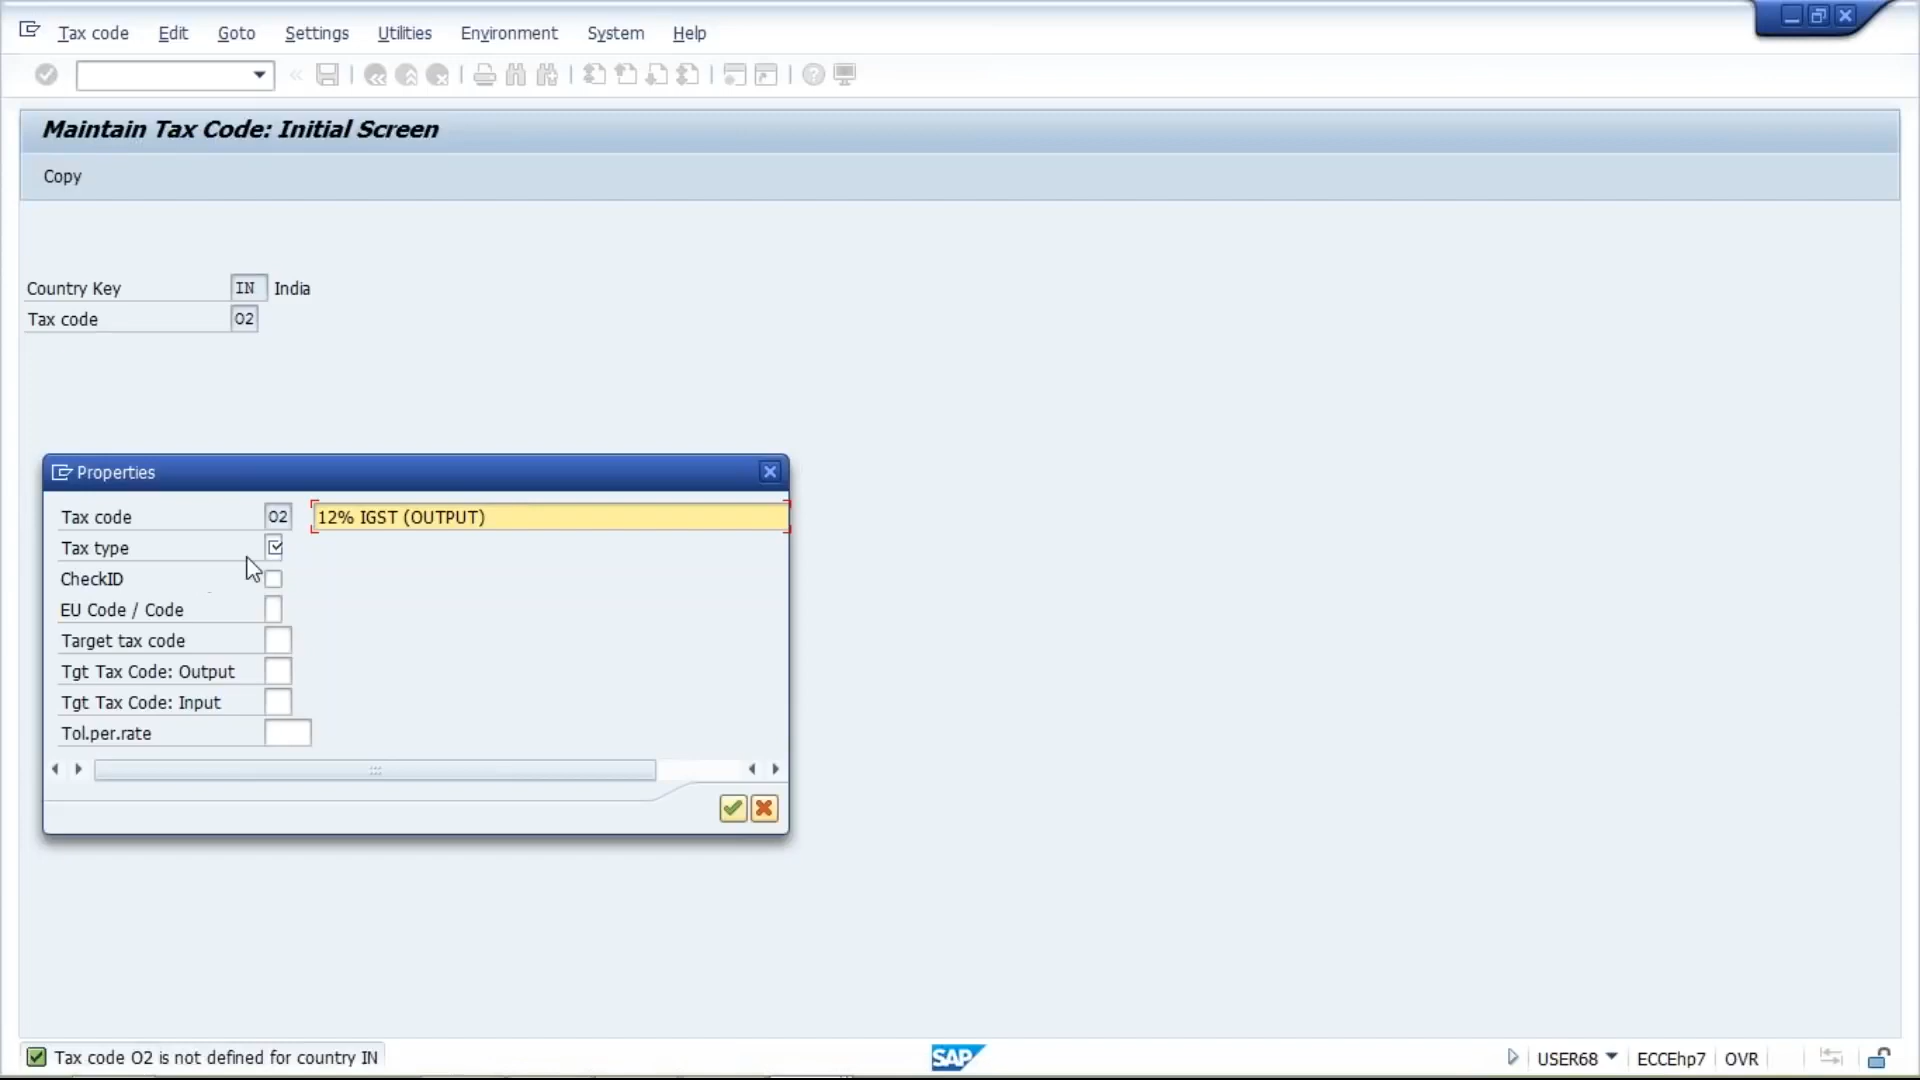 Tax code Edit Goto Settings Utilities Environment System Help
Maintain Tax Code: Initial Screen
Copy
Country Key IN India
Tax code O2
Properties
Tax code O2 12% IGST (OUTPUT)
Tax type
CheckID
EU Code / Code
Target tax code
Tgt Tax Code: Output
Tgt Tax Code: Input
Tol.per.rate
Tax code O2 is not defined for country IN
SAP
USER68 ECCEhp7 OVR